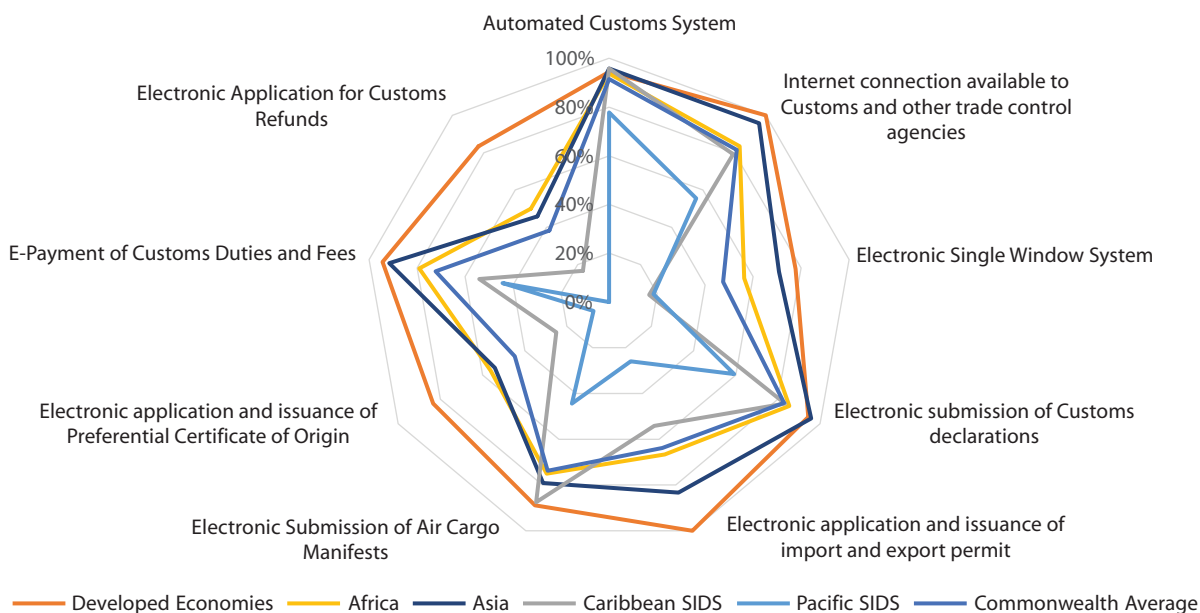 Automated Customs System
100%
80%
60%
40%
20%
0%
Internet connection available to
Customs and other trade control
agencies
Electronic Single Window System
Electronic submission of Customs
declarations
Electronic application and issuance of
import and export permit
Electronic Submission of Air Cargo
Manifests
Electronic application and issuance of
Preferential Certificate of Origin
E-Payment of Customs Duties and Fees
Electronic Application for Customs
Refunds
Developed Economies Africa Asia Caribbean SIDS Pacific SIDS Commonwealth Average